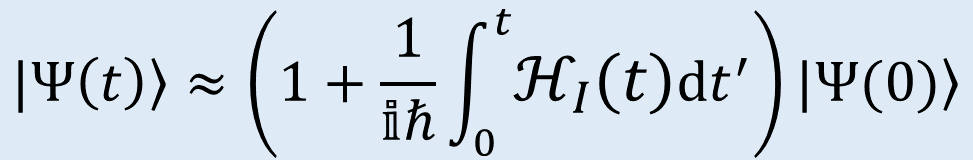 |Ψ(t)⟩ ≈ (1 + 1/𝕚ℏ ∫₀ᵗ ℋ_I(t)dt′) |Ψ(0)⟩